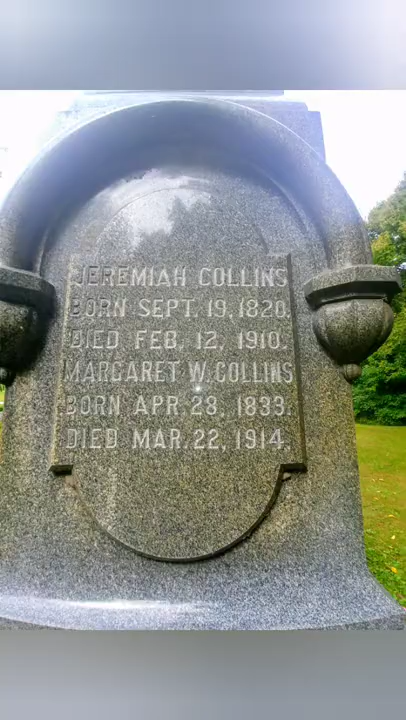 JEREMIAH COLLINS
BORN SEPT. 19, 1820.
DIED FEB. 12, 1910.
MARGARET W. COLLINS
BORN APR. 28, 1833.
DIED MAR. 22, 1914.